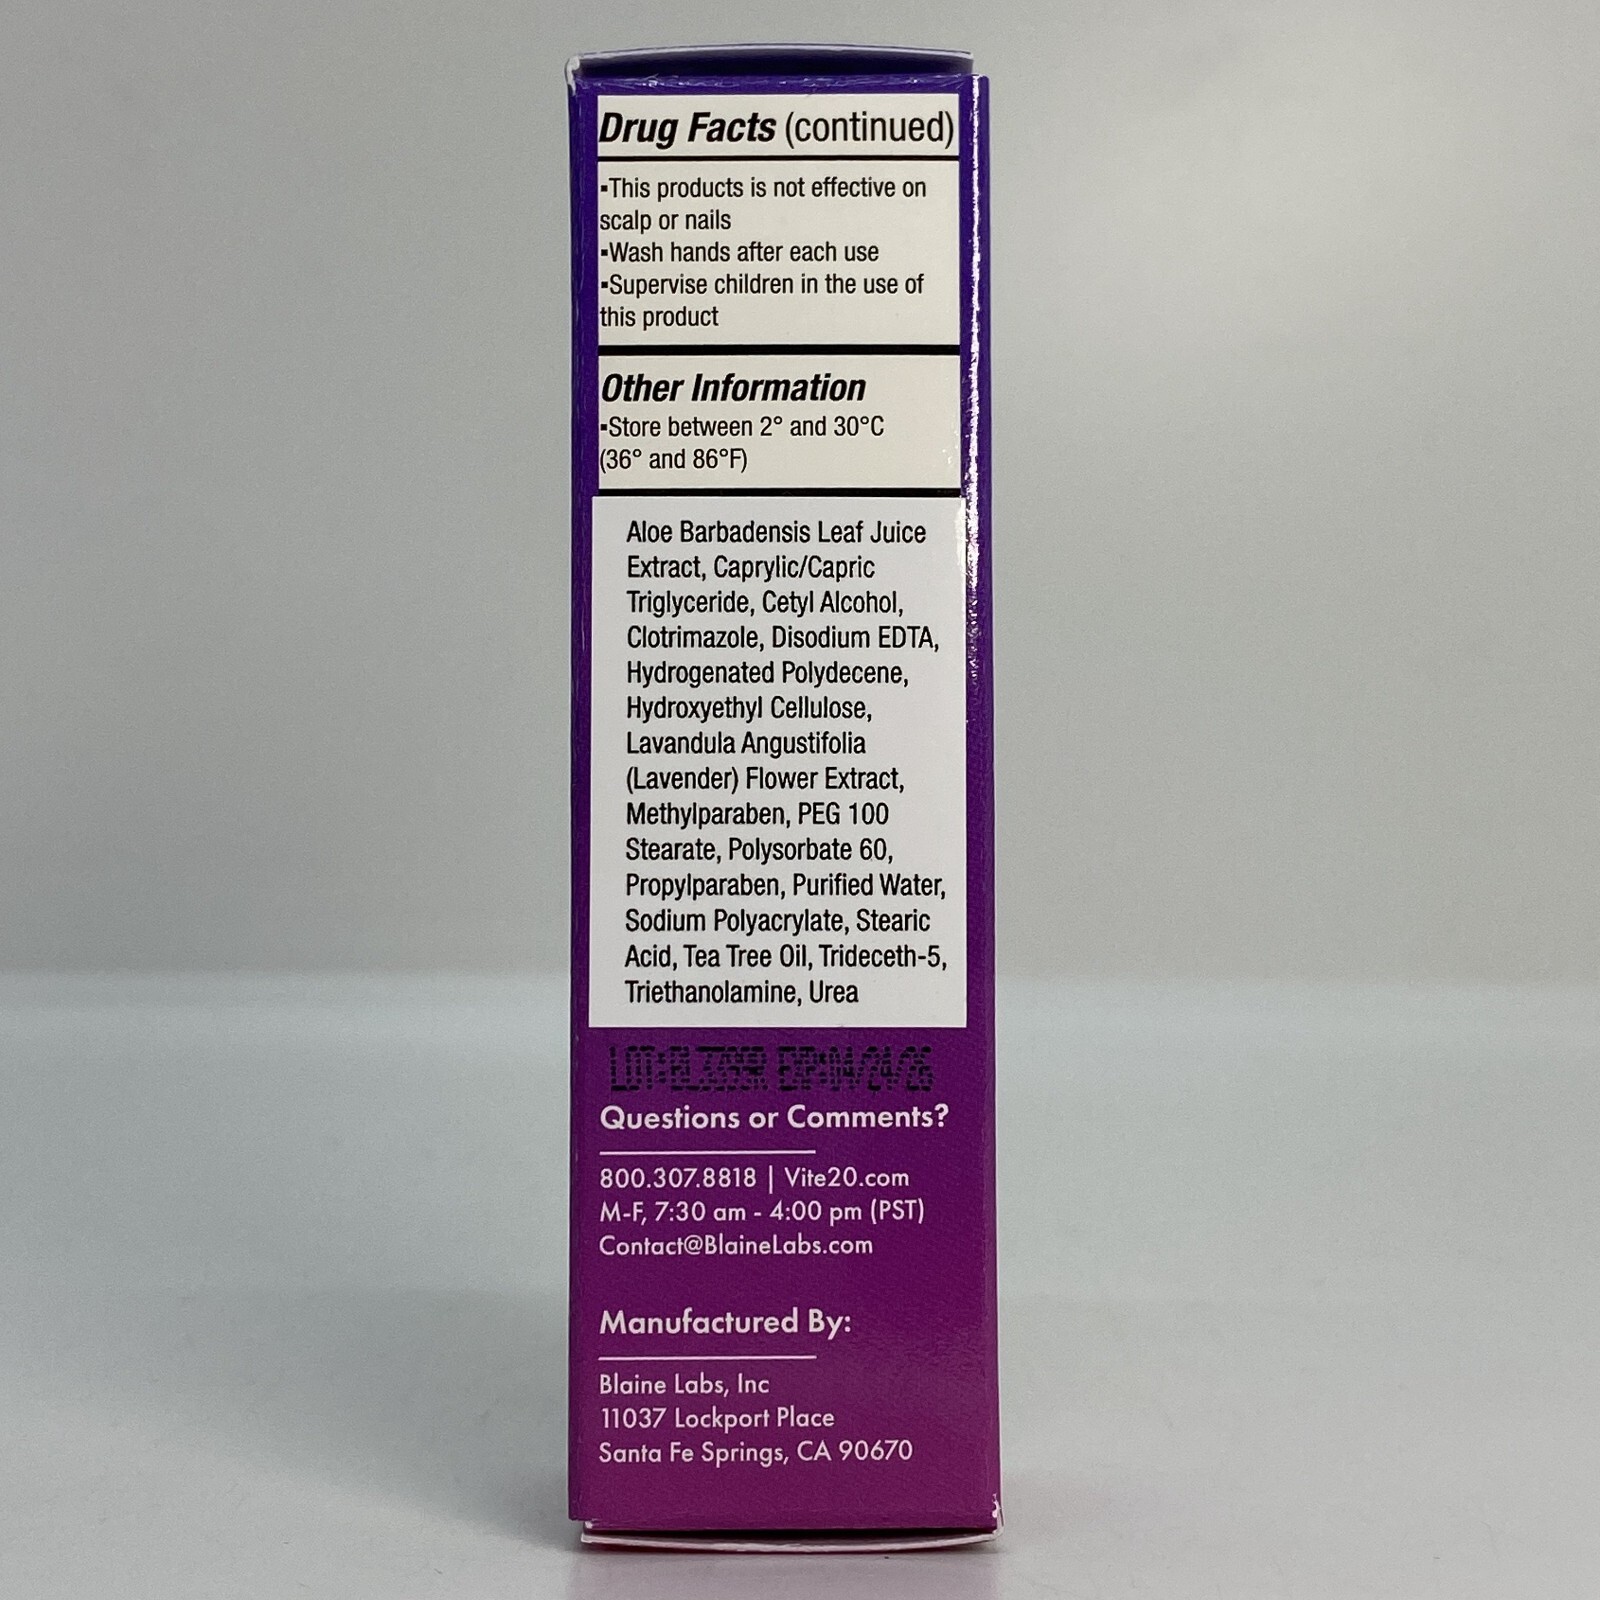 Drug Facts (continued)
▪This products is not effective on
scalp or nails
▪Wash hands after each use
▪Supervise children in the use of
this product
Other Information
▪Store between 2° and 30°C
(36° and 86°F)
Aloe Barbadensis Leaf Juice
Extract, Caprylic/Capric
Triglyceride, Cetyl Alcohol,
Clotrimazole, Disodium EDTA,
Hydrogenated Polydecene,
Hydroxyethyl Cellulose,
Lavandula Angustifolia
(Lavender) Flower Extract,
Methylparaben, PEG 100
Stearate, Polysorbate 60,
Propylparaben, Purified Water,
Sodium Polyacrylate, Stearic
Acid, Tea Tree Oil, Trideceth-5,
Triethanolamine, Urea
Questions or Comments?
800.307.8818 | Vite20.com
M-F, 7:30 am - 4:00 pm (PST)
Contact@BlaineLabs.com
Manufactured By:
Blaine Labs, Inc
11037 Lockport Place
Santa Fe Springs, CA 90670